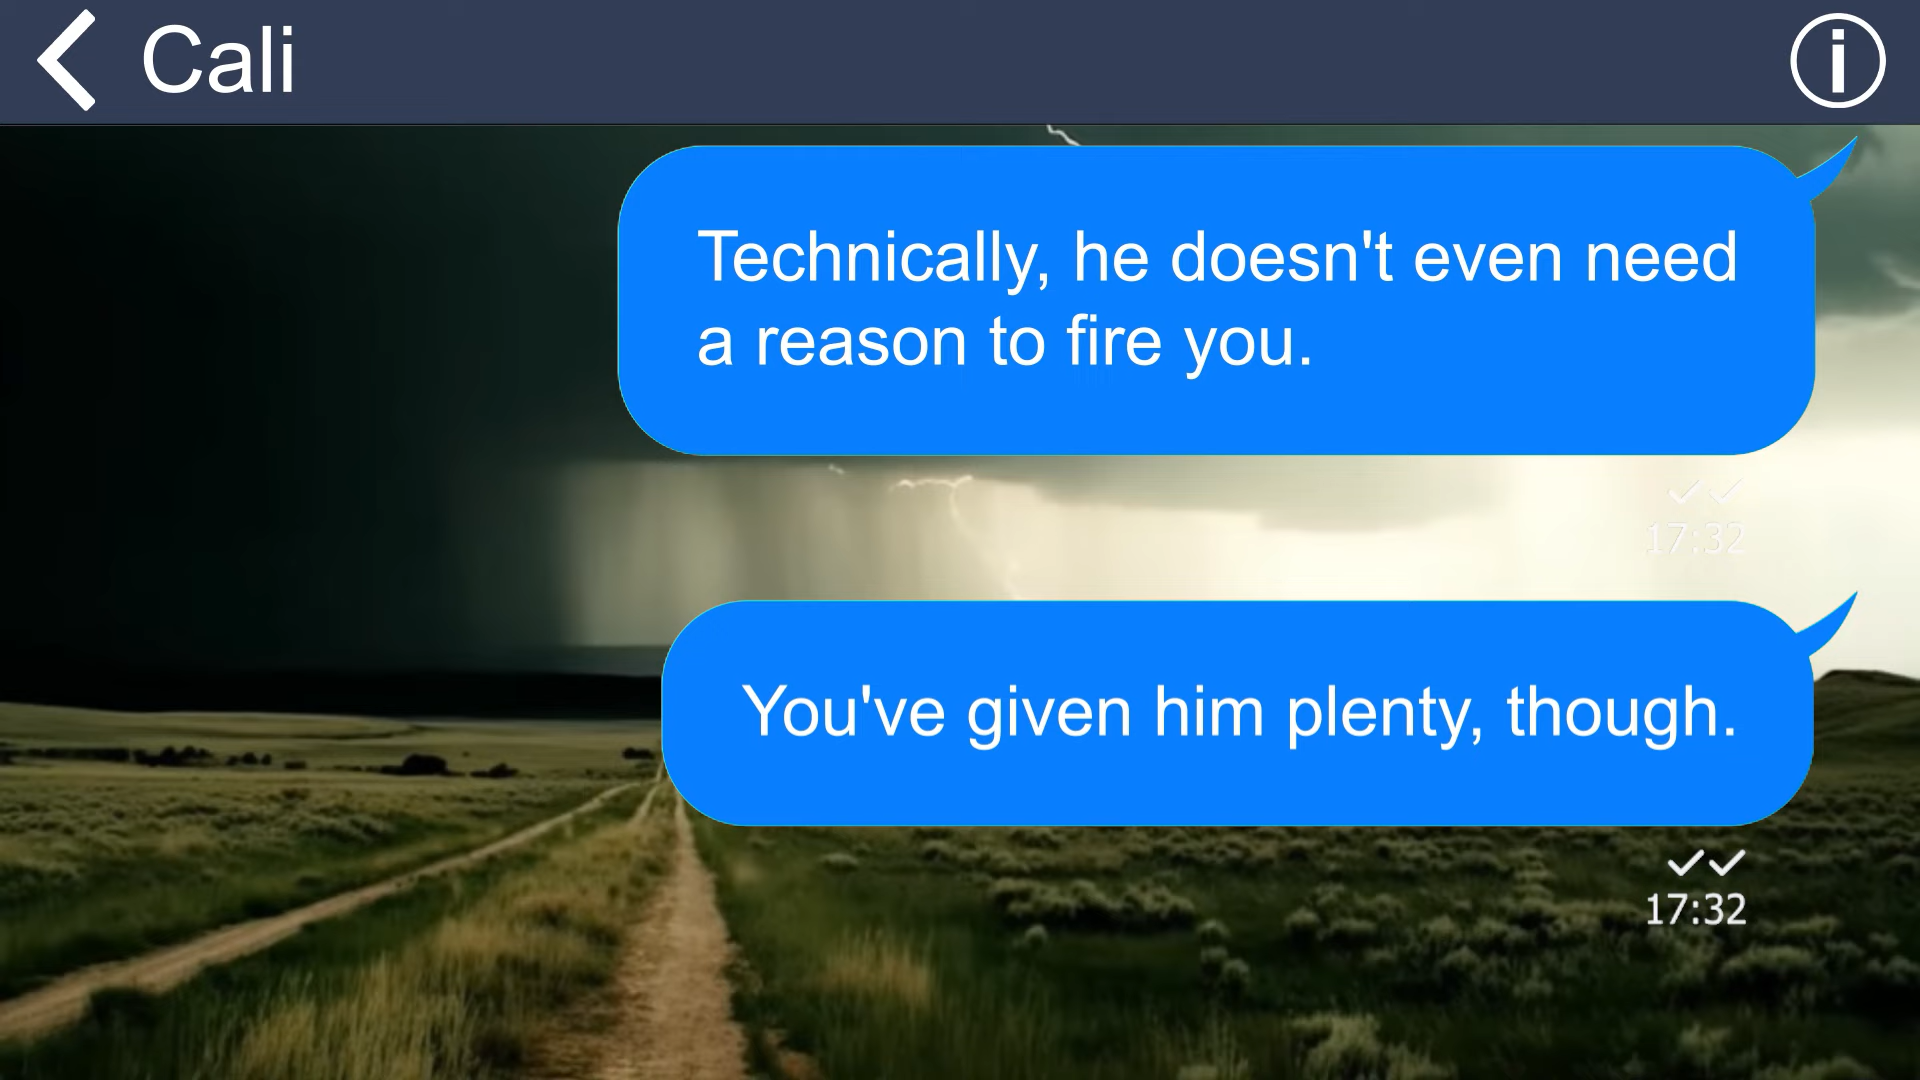 Cali
Technically, he doesn't even need
a reason to fire you.
17:32
You've given him plenty, though.
17:32